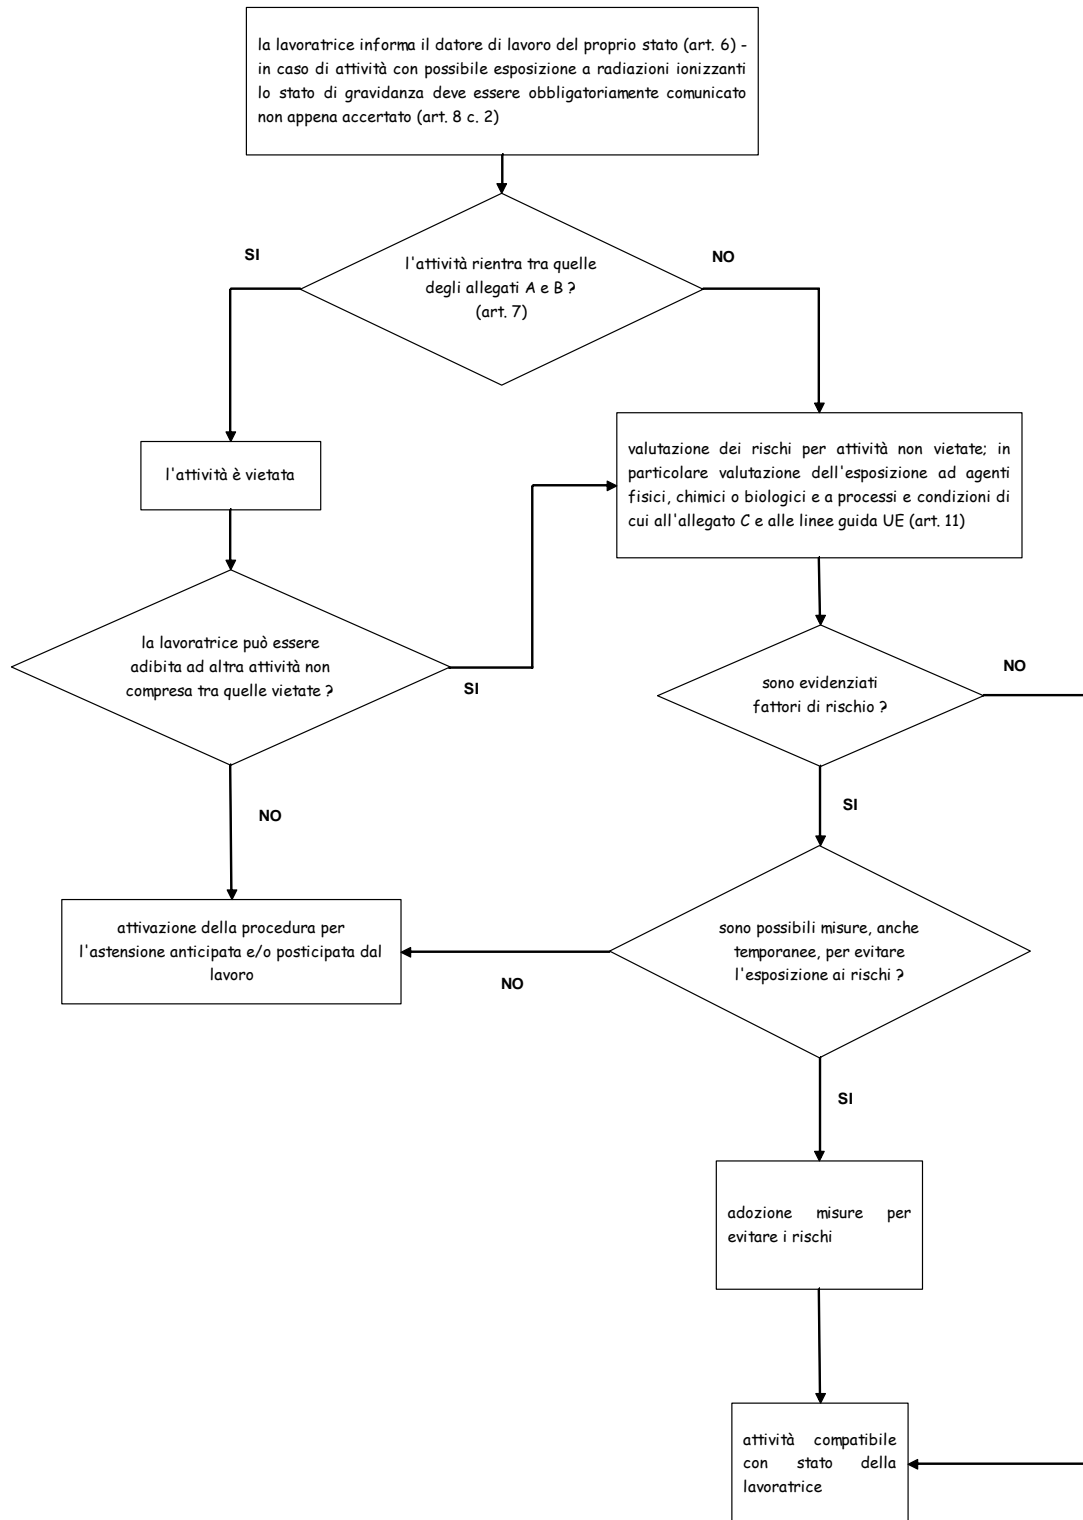 la lavoratrice informa il datore di lavoro del proprio stato (art. 6) -
in caso di attività con possibile esposizione a radiazioni ionizzanti
lo stato di gravidanza deve essere obbligatoriamente comunicato
non appena accertato (art. 8 c. 2)
SI
l'attività rientra tra quelle
degli allegati A e B ?
(art. 7)
NO
l'attività è vietata
valutazione dei rischi per attività non vietate; in
particolare valutazione dell'esposizione ad agenti
fisici, chimici o biologici e a processi e condizioni di
cui all'allegato C e alle linee guida UE (art. 11)
la lavoratrice può essere
adibita ad altra attività non
compresa tra quelle vietate ?
SI
sono evidenziati
fattori di rischio ?
NO
NO
SI
attivazione della procedura per
l'astensione anticipata e/o posticipata dal
lavoro
sono possibili misure, anche
temporanee, per evitare
l'esposizione ai rischi ?
NO
SI
adozione misure per
evitare i rischi
attività compatibile
con stato della
lavoratrice